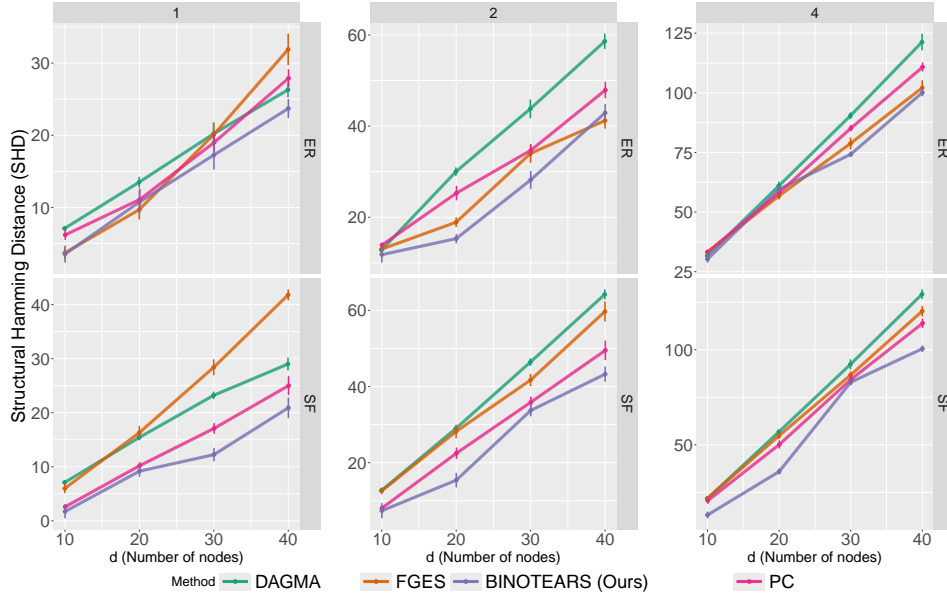 1 2 4
Structural Hamming Distance (SHD)
30
20
10
ER
60
40
20
ER
125
100
75
50
25
ER
40
30
20
10
0
SF
60
40
20
SF
100
50
SF
10 20 30 40
10 20 30 40
10 20 30 40
d (Number of nodes)
d (Number of nodes)
d (Number of nodes)
Method DAGMA FGES BINOTEARS (Ours) PC